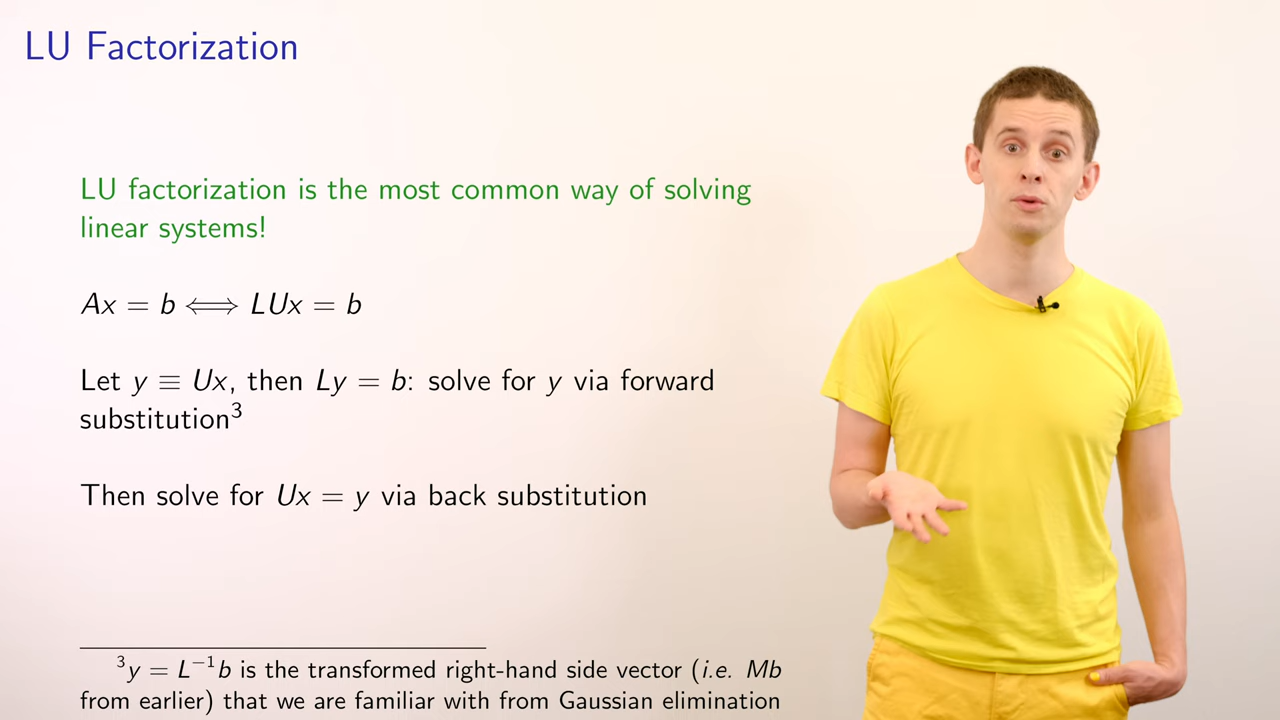 LU Factorization
LU factorization is the most common way of solving
linear systems!
Ax = b ⟺ LUx = b
Let y ≡ Ux, then Ly = b: solve for y via forward
substitution³
Then solve for Ux = y via back substitution
³y = L⁻¹b is the transformed right-hand side vector (i.e. Mb
from earlier) that we are familiar with from Gaussian elimination